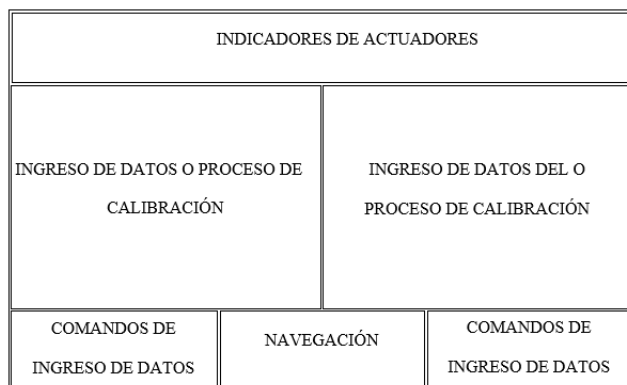 INDICADORES DE ACTUADORES
INGRESO DE DATOS O PROCESO DE
CALIBRACIÓN
INGRESO DE DATOS DEL O
PROCESO DE CALIBRACIÓN
COMANDOS DE
INGRESO DE DATOS
NAVEGACIÓN
COMANDOS DE
INGRESO DE DATOS